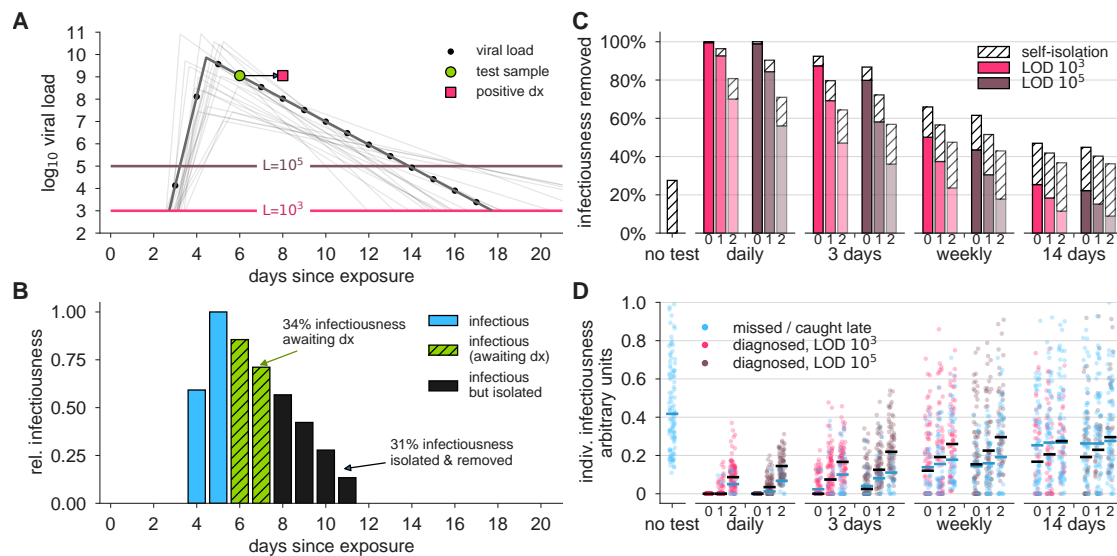 A
11
10
9
8
7
6
5
4
3
2
log10 viral load
viral load
test sample
positive dx
L=10^5
L=10^3
0 2 4 6 8 10 12 14 16 18 20
days since exposure
B
1.00
0.75
0.50
0.25
0.00
rel. infectiousness
34% infectiousness
awaiting dx
infectious
infectious
(awaiting dx)
infectious
but isolated
31% infectiousness
isolated & removed
0 2 4 6 8 10 12 14 16 18 20
days since exposure
C
100%
80%
60%
40%
20%
0%
infectiousness removed
self-isolation
LOD 10^3
LOD 10^5
0 1 2 0 1 2 0 1 2 0 1 2 0 1 2 0 1 2 0 1 2 0 1 2
no test daily 3 days weekly 14 days
D
1.0
0.8
0.6
0.4
0.2
0
indiv. infectiousness
arbitrary units
missed / caught late
diagnosed, LOD 10^3
diagnosed, LOD 10^5
0 1 2 0 1 2 0 1 2 0 1 2 0 1 2 0 1 2 0 1 2 0 1 2
no test daily 3 days weekly 14 days